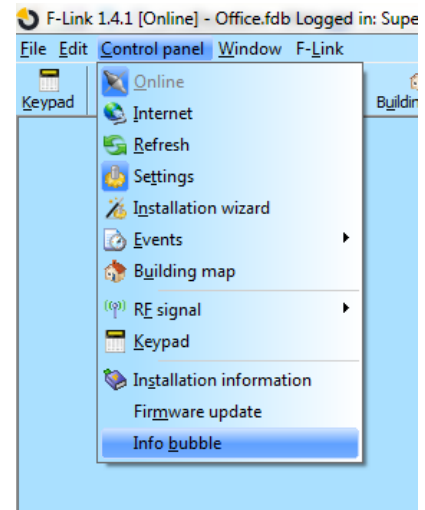 F-Link 1.4.1 [Online] - Office.fdb Logged in: Supe
File Edit Control panel Window F-Link
Keypad
Online
Internet
Refresh
Settings
Installation wizard
Events
Building map
RF signal
Keypad
Installation information
Firmware update
Info bubble
Buildin